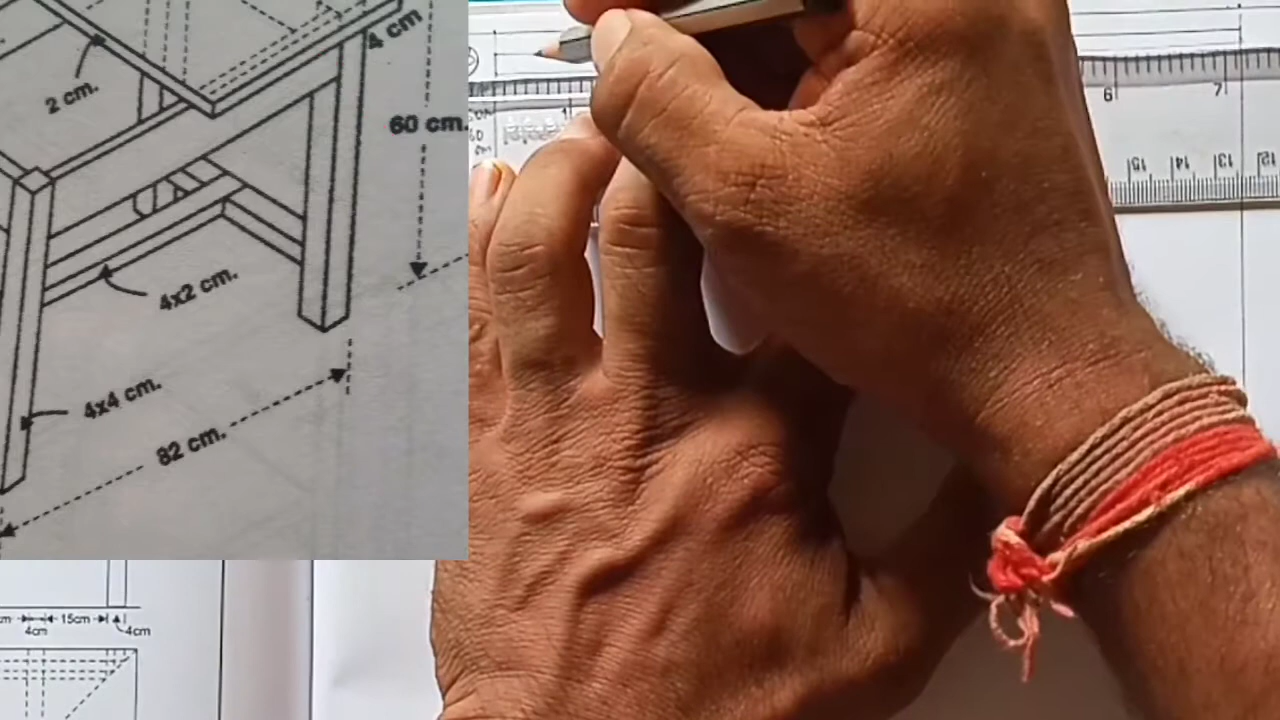 4 cm
2 cm.
60 cm.
4x2 cm.
4x4 cm.
82 cm.
1
6
7
15 14 13 12
15cm
4cm
4cm